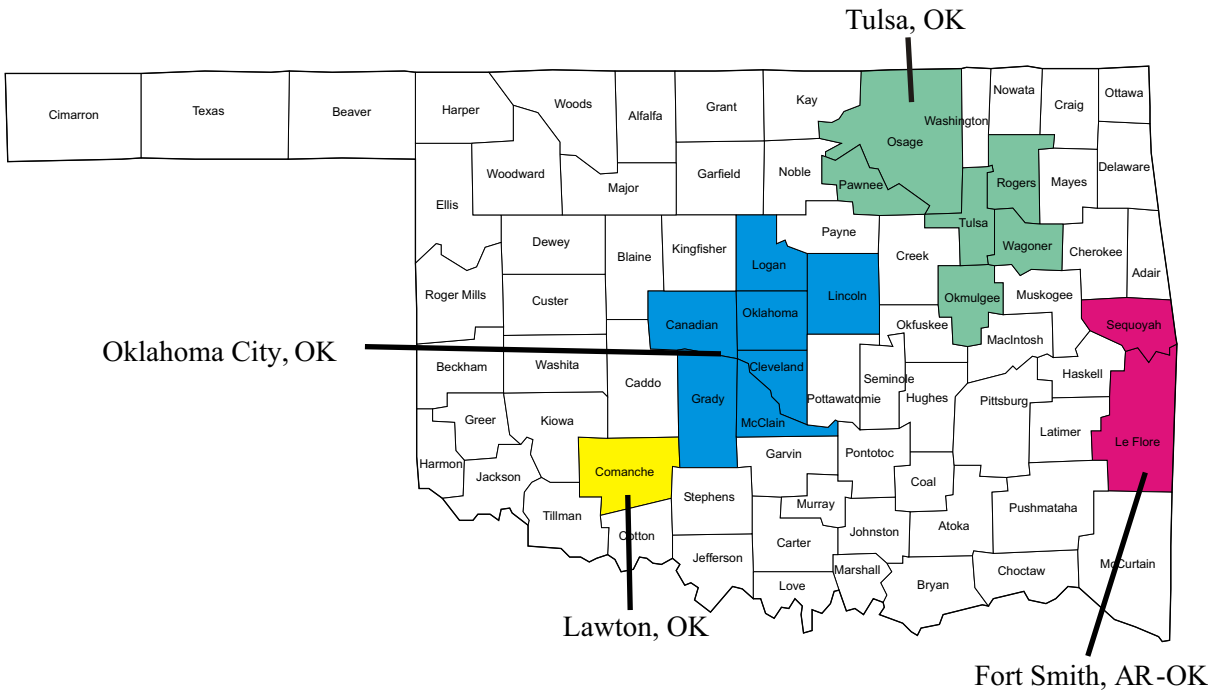 Tulsa, OK
Cimarron
Texas
Beaver
Harper
Woods
Alfalfa
Grant
Kay
Osage
Washington
Nowata
Craig
Ottawa
Woodward
Major
Garfield
Noble
Pawnee
Rogers
Mayes
Delaware
Ellis
Dewey
Blaine
Kingfisher
Logan
Payne
Creek
Tulsa
Wagoner
Cherokee
Adair
Roger Mills
Custer
Canadian
Oklahoma
Lincoln
Okfuskee
Okmulgee
Muskogee
Sequoyah
Oklahoma City, OK
Beckham
Washita
Caddo
Grady
Cleveland
McClain
Pottawatomie
Seminole
Hughes
MacIntosh
Pittsburg
Haskell
Latimer
Le Flore
Greer
Kiowa
Harmon
Jackson
Comanche
Tillman
Cotton
Stephens
Garvin
Murray
Pontotoc
Coal
Johnston
Atoka
Pushmataha
Jefferson
Carter
Love
Marshall
Bryan
Choctaw
McCurtain
Lawton, OK
Fort Smith, AR-OK